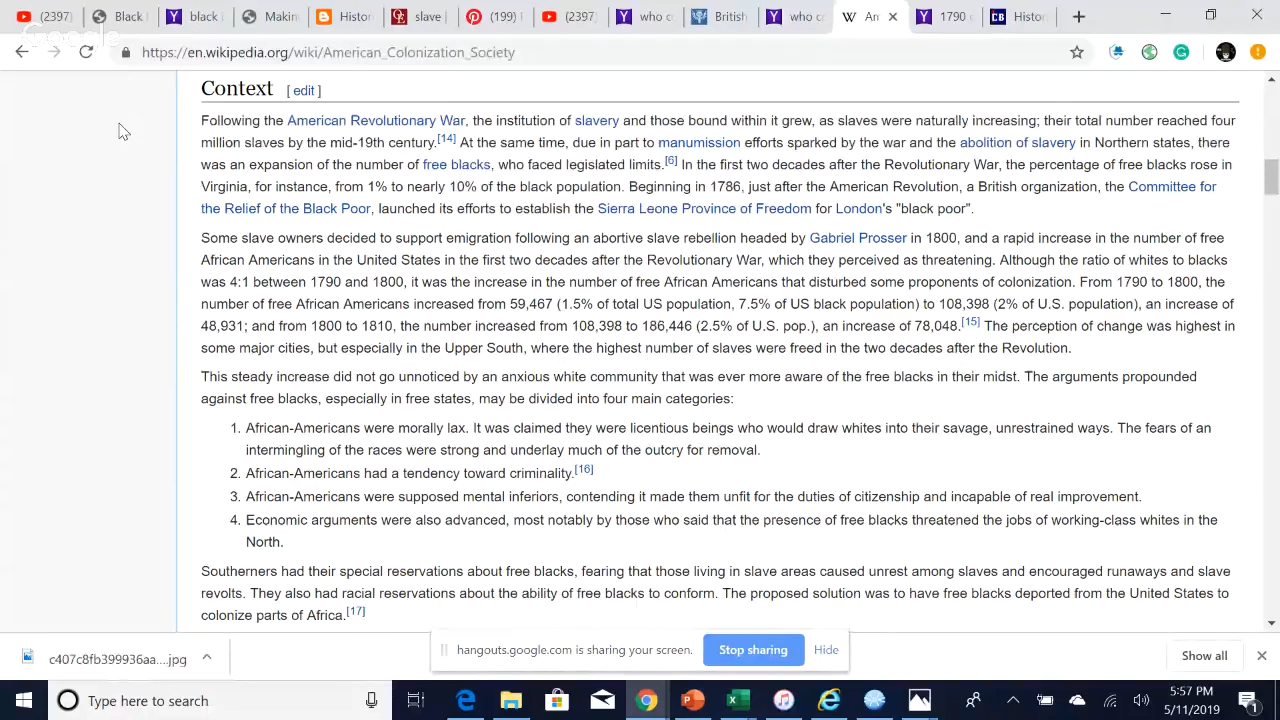 (2397)
Black l
black i
Makin
Histor
slave
(199) I
(2397
who c
British
who c
An
1790
Histor
https://en.wikipedia.org/wiki/American_Colonization_Society
Context [ edit ]
Following the American Revolutionary War, the institution of slavery and those bound within it grew, as slaves were naturally increasing; their total number reached four
million slaves by the mid-19th century.[14] At the same time, due in part to manumission efforts sparked by the war and the abolition of slavery in Northern states, there
was an expansion of the number of free blacks, who faced legislated limits.[6] In the first two decades after the Revolutionary War, the percentage of free blacks rose in
Virginia, for instance, from 1% to nearly 10% of the black population. Beginning in 1786, just after the American Revolution, a British organization, the Committee for
the Relief of the Black Poor, launched its efforts to establish the Sierra Leone Province of Freedom for London's "black poor".
Some slave owners decided to support emigration following an abortive slave rebellion headed by Gabriel Prosser in 1800, and a rapid increase in the number of free
African Americans in the United States in the first two decades after the Revolutionary War, which they perceived as threatening. Although the ratio of whites to blacks
was 4:1 between 1790 and 1800, it was the increase in the number of free African Americans that disturbed some proponents of colonization. From 1790 to 1800, the
number of free African Americans increased from 59,467 (1.5% of total US population, 7.5% of US black population) to 108,398 (2% of U.S. population), an increase of
48,931; and from 1800 to 1810, the number increased from 108,398 to 186,446 (2.5% of U.S. pop.), an increase of 78,048.[15] The perception of change was highest in
some major cities, but especially in the Upper South, where the highest number of slaves were freed in the two decades after the Revolution.
This steady increase did not go unnoticed by an anxious white community that was ever more aware of the free blacks in their midst. The arguments propounded
against free blacks, especially in free states, may be divided into four main categories:
1. African-Americans were morally lax. It was claimed they were licentious beings who would draw whites into their savage, unrestrained ways. The fears of an
intermingling of the races were strong and underlay much of the outcry for removal.
2. African-Americans had a tendency toward criminality.[16]
3. African-Americans were supposed mental inferiors, contending it made them unfit for the duties of citizenship and incapable of real improvement.
4. Economic arguments were also advanced, most notably by those who said that the presence of free blacks threatened the jobs of working-class whites in the
North.
Southerners had their special reservations about free blacks, fearing that those living in slave areas caused unrest among slaves and encouraged runaways and slave
revolts. They also had racial reservations about the ability of free blacks to conform. The proposed solution was to have free blacks deported from the United States to
colonize parts of Africa.[17]
c407c8fb399936aa....jpg
hangouts.google.com is sharing your screen.
Stop sharing
Hide
Show all
Type here to search
5:57 PM
5/11/2019